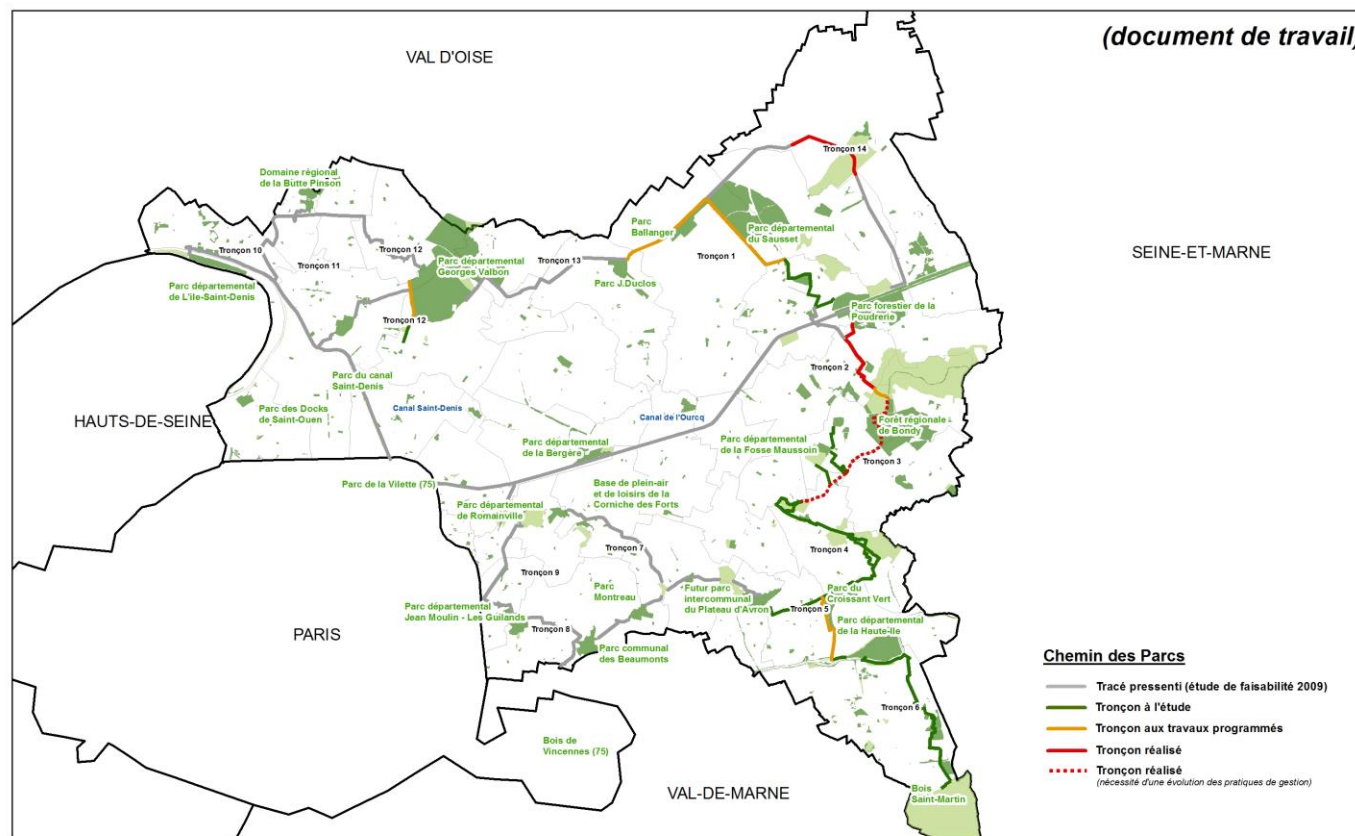 (document de travail)
VAL D'OISE
SEINE-ET-MARNE
HAUTS-DE-SEINE
PARIS
VAL-DE-MARNE
Domaine régional
de la Butte Pinson
Tronçon 14
Tronçon 10
Tronçon 11
Tronçon 12
Parc départemental
Georges Valbon
Tronçon 13
Parc
Ballanger
Parc départemental
du Sausset
Tronçon 1
Parc départemental
de L'île-Saint-Denis
Parc J.Duclos
Tronçon 12
Parc forestier de la
Poudrerie
Parc du canal
Saint-Denis
Tronçon 2
Parc des Docks
de Saint-Ouen
Canal Saint-Denis
Canal de l'Ourcq
Forêt régionale
de Bondy
Parc départemental
de la Bergère
Parc départemental
de la Fosse Maussoin
Tronçon 3
Parc de la Vilette (75)
Base de plein-air
et de loisirs de la
Corniche des Forts
Parc départemental
de Romainville
Tronçon 7
Tronçon 4
Tronçon 9
Parc
Montreau
Futur parc
intercommunal
du Plateau d'Avron
Parc du
Croissant Vert
Tronçon 5
Parc départemental
de la Haute-Ile
Parc départemental
Jean Moulin - Les Guilands
Tronçon 8
Parc communal
des Beaumonts
Tronçon 6
Bois de
Vincennes (75)
Bois
Saint-Martin
Chemin des Parcs
Tracé pressenti (étude de faisabilité 2009)
Tronçon à l'étude
Tronçon aux travaux programmés
Tronçon réalisé
Tronçon réalisé
(nécessité d'une évolution des pratiques de gestion)